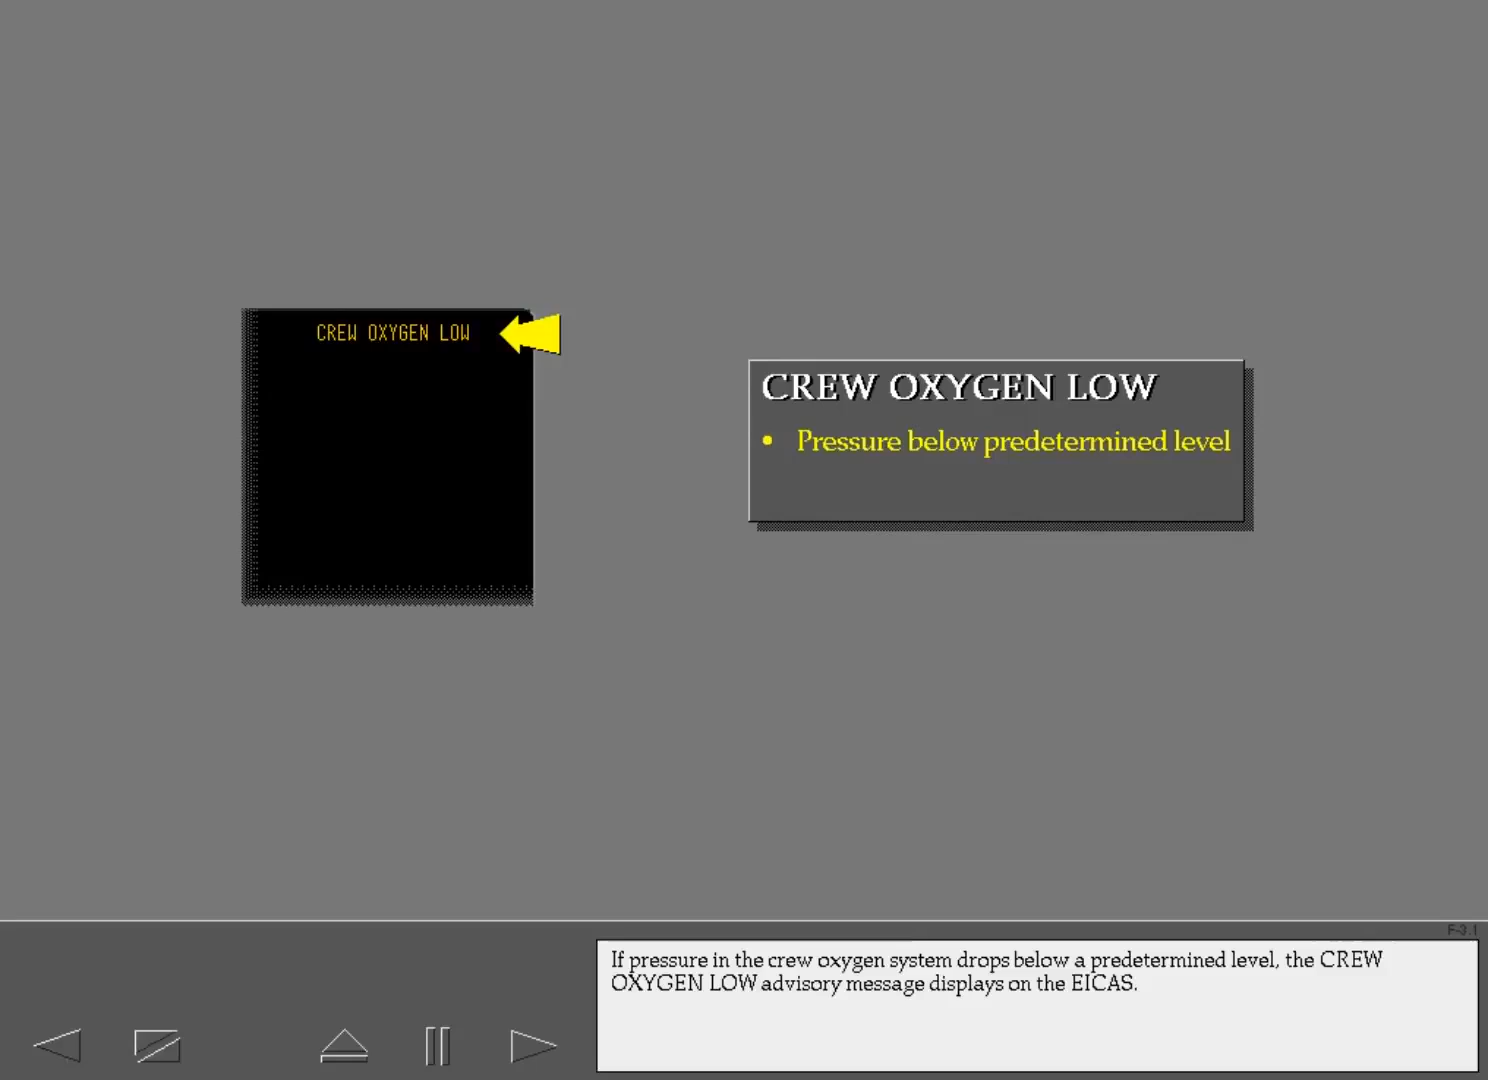 CREW OXYGEN LOW
CREW OXYGEN LOW
• Pressure below predetermined level
F-3.1
If pressure in the crew oxygen system drops below a predetermined level, the CREW
OXYGEN LOW advisory message displays on the EICAS.